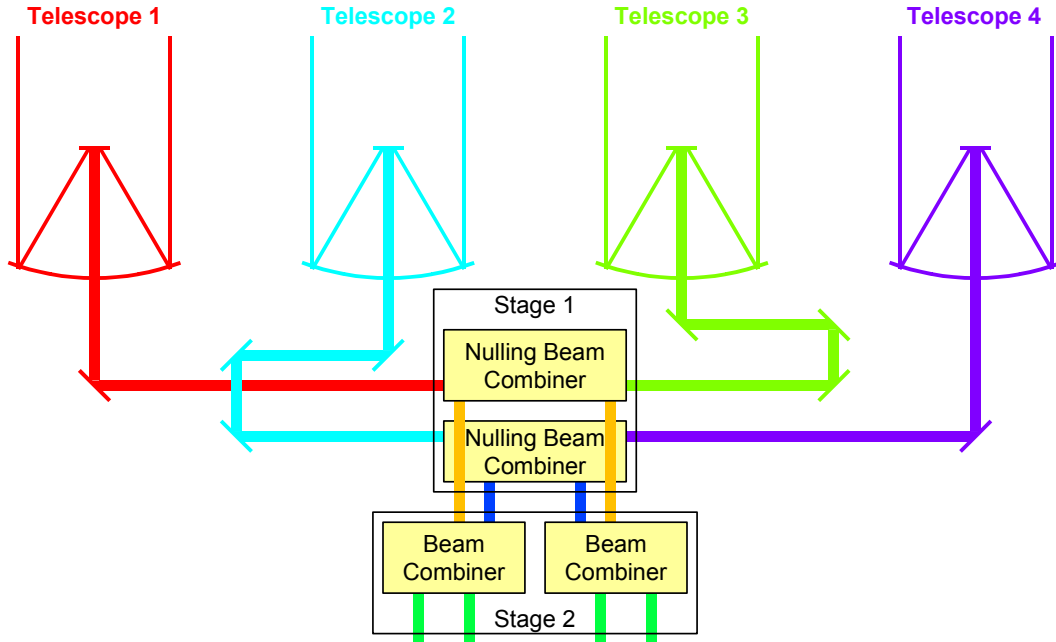 Telescope 1
Telescope 2
Telescope 3
Telescope 4
Stage 1
Nulling Beam
Combiner
Nulling Beam
Combiner
Beam
Combiner
Beam
Combiner
Stage 2